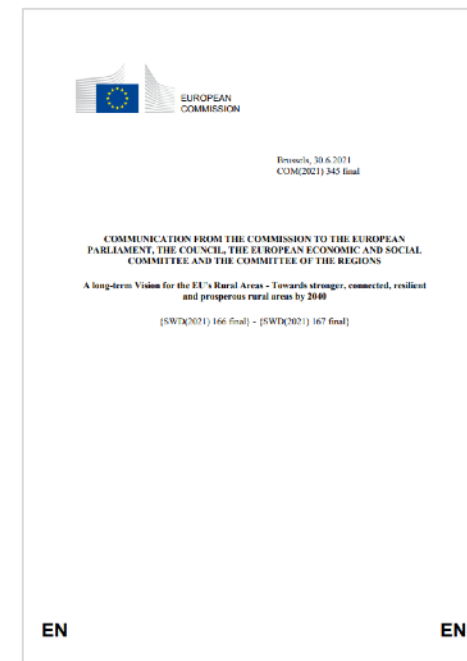 EUROPEAN
COMMISSION
Brussels, 30.6.2021
COM(2021) 345 final
COMMUNICATION FROM THE COMMISSION TO THE EUROPEAN
PARLIAMENT, THE COUNCIL, THE EUROPEAN ECONOMIC AND SOCIAL
COMMITTEE AND THE COMMITTEE OF THE REGIONS
A long-term Vision for the EU's Rural Areas - Towards stronger, connected, resilient
and prosperous rural areas by 2040
{SWD(2021) 166 final} - {SWD(2021) 167 final}
EN
EN